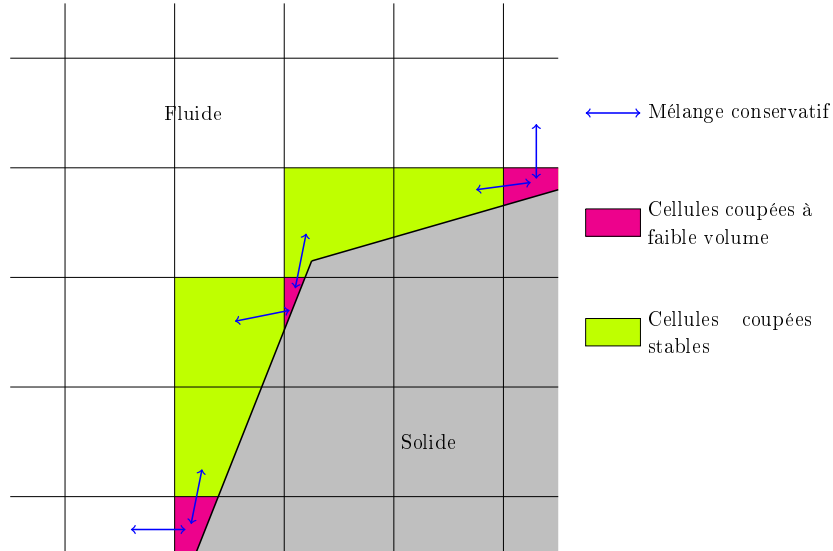 Fluide
Mélange conservatif
Cellules coupées à
faible volume
Cellules coupées
stables
Solide